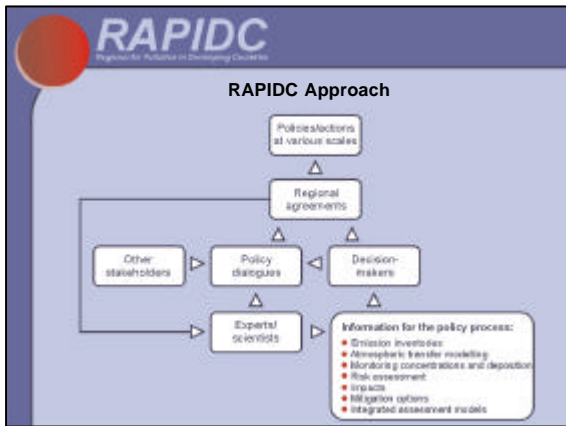 RAPIDC
Regional Air Pollution in Developing Countries
RAPIDC Approach
Policies/actions
at various scales
Regional
agreements
Other
stakeholders
Policy
dialogues
Decision-
makers
Experts/
scientists
Information for the policy process:
Emission inventories
Atmospheric transfer modelling
Monitoring concentrations and deposition
Risk assessment
Impacts
Mitigation options
Integrated assessment models